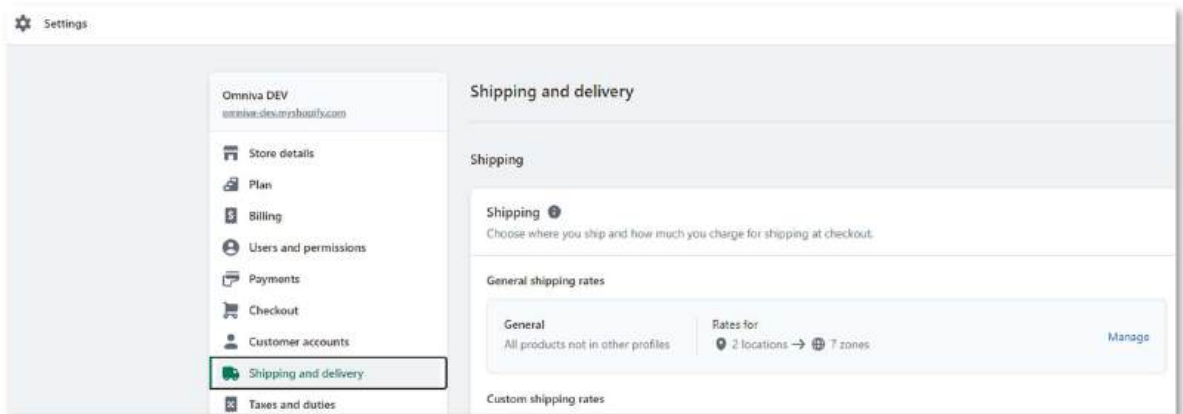 Settings
Omniva DEV
omniva-dev.myshopify.com
Store details
Plan
Billing
Users and permissions
Payments
Checkout
Customer accounts
Shipping and delivery
Taxes and duties
Shipping and delivery
Shipping
Shipping
Choose where you ship and how much you charge for shipping at checkout.
General shipping rates
General
All products not in other profiles
Rates for
2 locations → 7 zones
Manage
Custom shipping rates